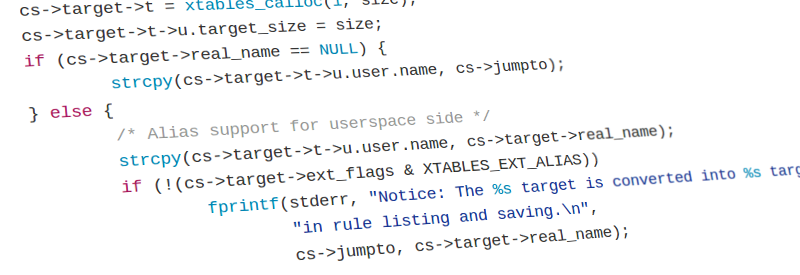 cs->target->t = xtables_calloc(1, size);
cs->target->t->u.target_size = size;
if (cs->target->real_name == NULL) {
strcpy(cs->target->t->u.user.name, cs->jumpto);
} else {
/* Alias support for userspace side */
strcpy(cs->target->t->u.user.name, cs->target->real_name);
if (!(cs->target->ext_flags & XTABLES_EXT_ALIAS))
fprintf(stderr, "Notice: The %s target is converted into %s targ
"in rule listing and saving.\n",
cs->jumpto, cs->target->real_name);